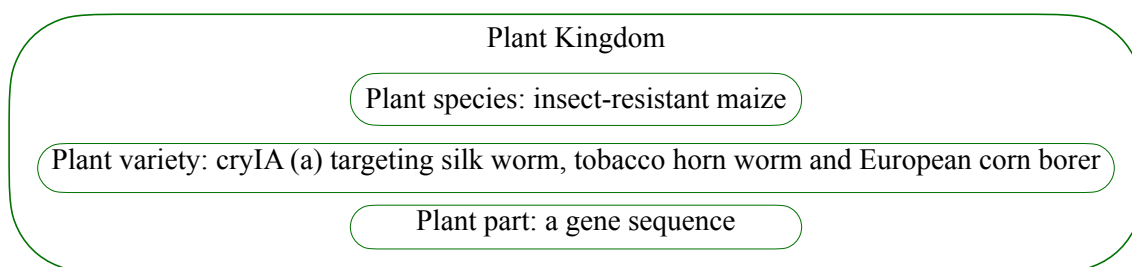 Plant Kingdom
Plant species: insect-resistant maize
Plant variety: cryIA (a) targeting silk worm, tobacco horn worm and European corn borer
Plant part: a gene sequence